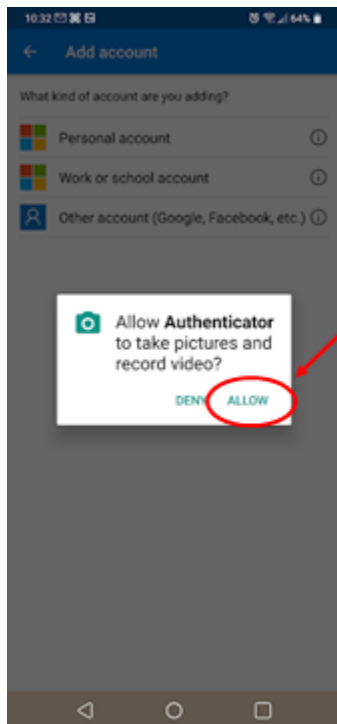 10:32 64%
Add account
What kind of account are you adding?
Personal account
Work or school account
Other account (Google, Facebook, etc.)
Allow Authenticator
to take pictures and
record video?
DENY ALLOW